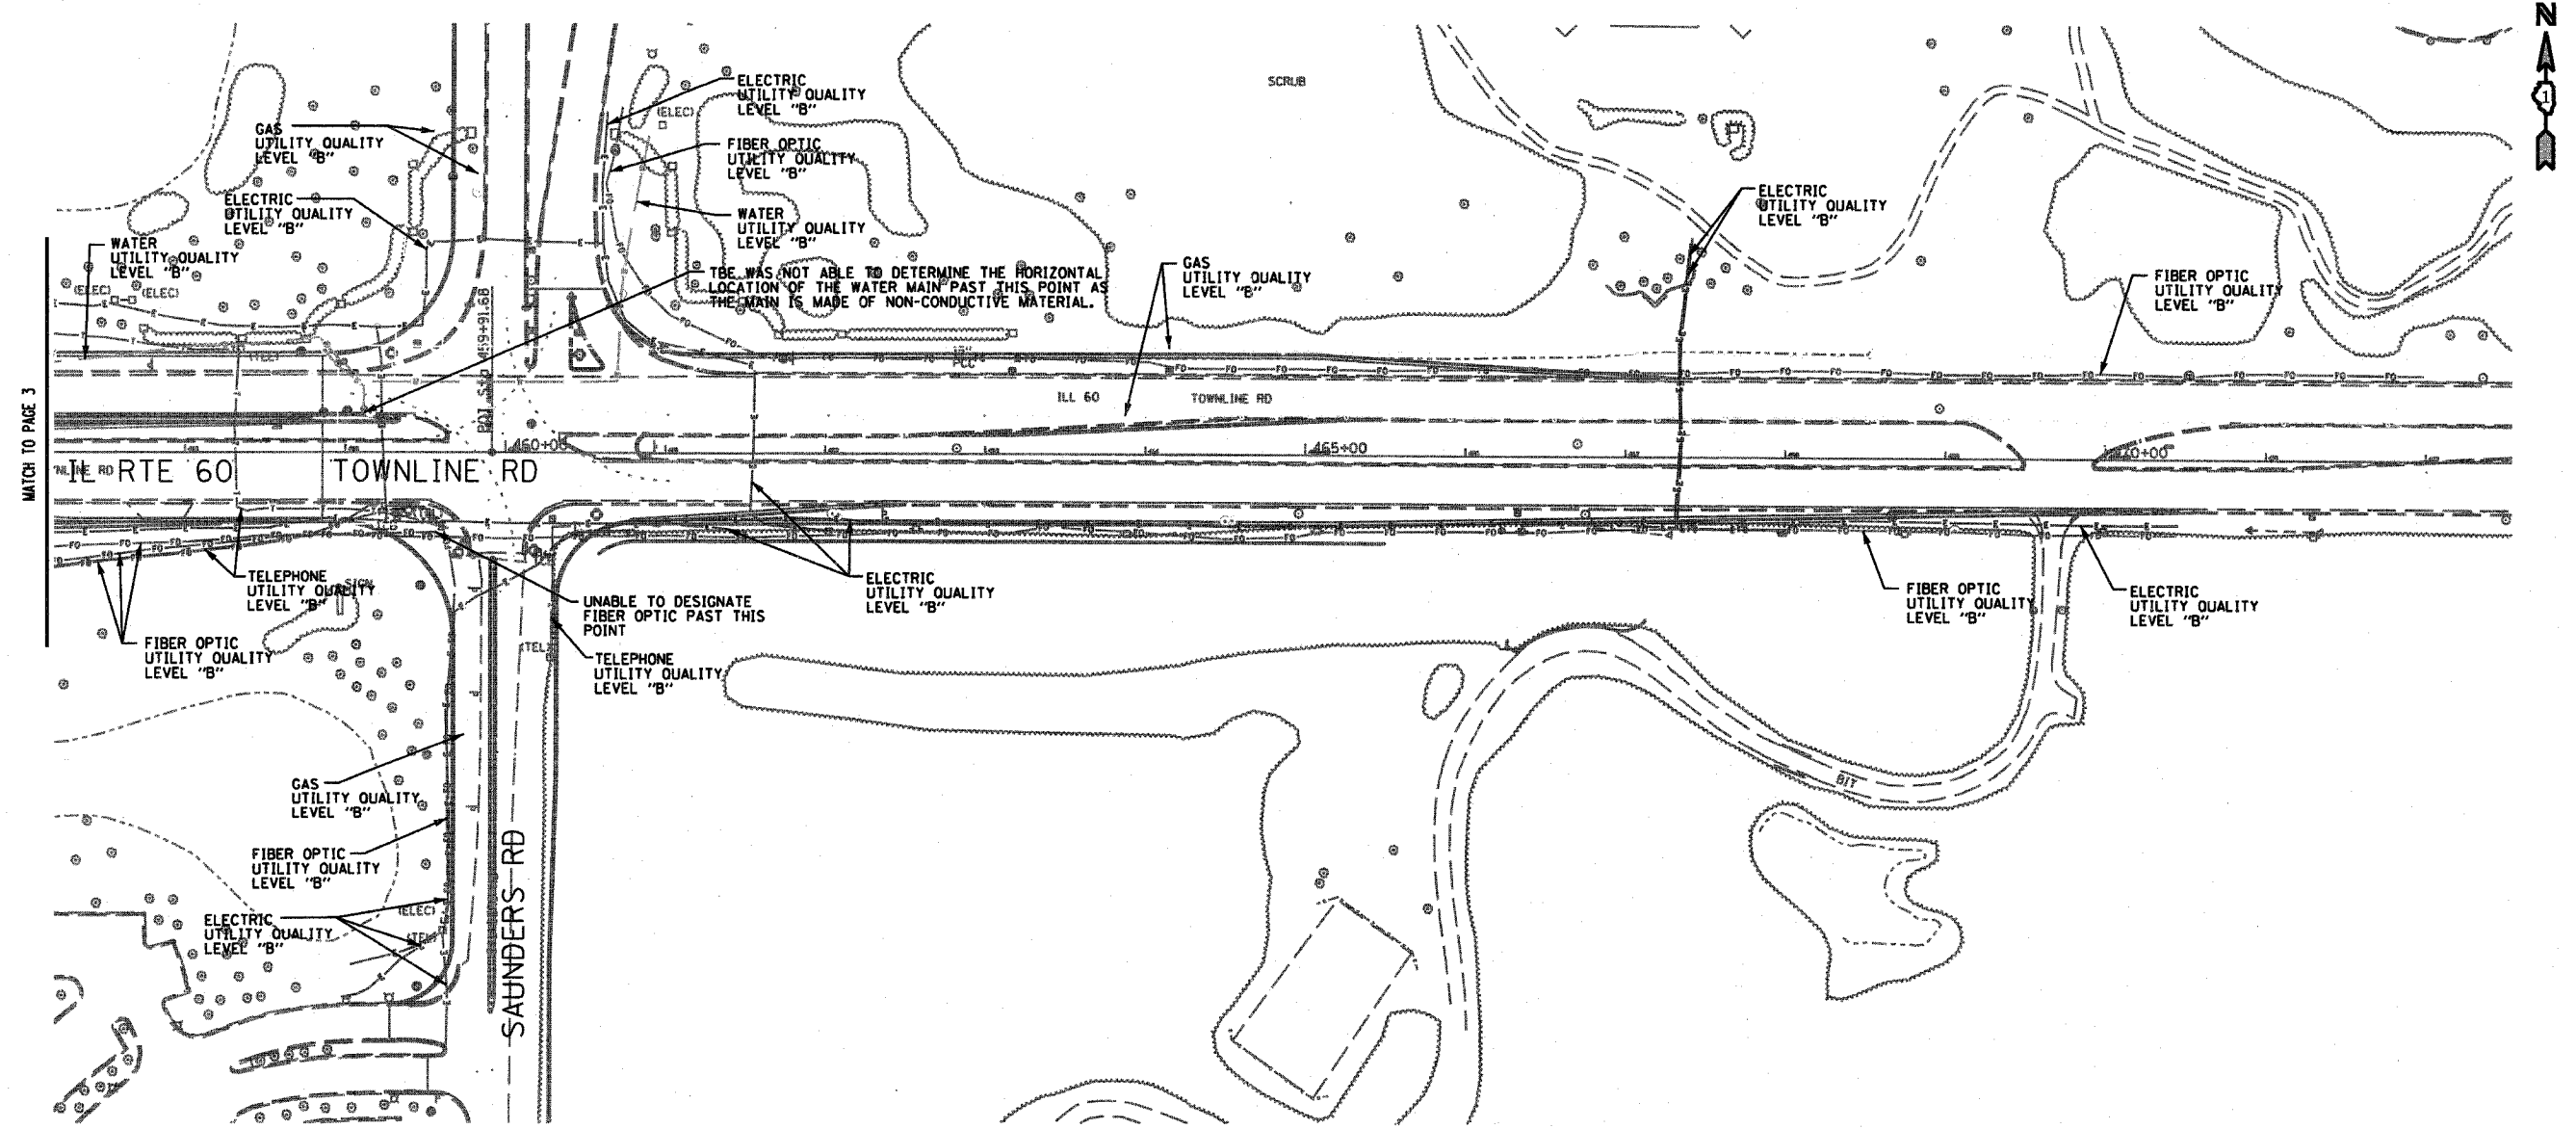 N
1
SCRUB
ELECTRIC
UTILITY QUALITY
LEVEL "B"
(ELEC)
GAS
UTILITY QUALITY
LEVEL "B"
FIBER OPTIC
UTILITY QUALITY
LEVEL "B"
ELECTRIC
UTILITY QUALITY
LEVEL "B"
WATER
UTILITY QUALITY
LEVEL "B"
ELECTRIC
UTILITY QUALITY
LEVEL "B"
WATER
UTILITY QUALITY
LEVEL "B"
(ELEC)
(ELEC)
TBE WAS NOT ABLE TO DETERMINE THE HORIZONTAL
LOCATION OF THE WATER MAIN PAST THIS POINT AS
THE MAIN IS MADE OF NON-CONDUCTIVE MATERIAL.
GAS
UTILITY QUALITY
LEVEL "B"
FIBER OPTIC
UTILITY QUALITY
LEVEL "B"
(TEL)
PCC
ILL 60
TOWNLINE RD
MATCH TO PAGE 3
460+00
465+00
IL RTE 60
TOWNLINE RD
TELEPHONE
UTILITY QUALITY
LEVEL "B"
SIGN
FIBER OPTIC
UTILITY QUALITY
LEVEL "B"
UNABLE TO DESIGNATE
FIBER OPTIC PAST THIS
POINT
ELECTRIC
UTILITY QUALITY
LEVEL "B"
FIBER OPTIC
UTILITY QUALITY
LEVEL "B"
ELECTRIC
UTILITY QUALITY
LEVEL "B"
(TEL)
TELEPHONE
UTILITY QUALITY
LEVEL "B"
GAS
UTILITY QUALITY
LEVEL "B"
BIT
FIBER OPTIC
UTILITY QUALITY
LEVEL "B"
SAUNDERS RD
ELECTRIC
UTILITY QUALITY
LEVEL "B"
(ELEC)
(TEL)